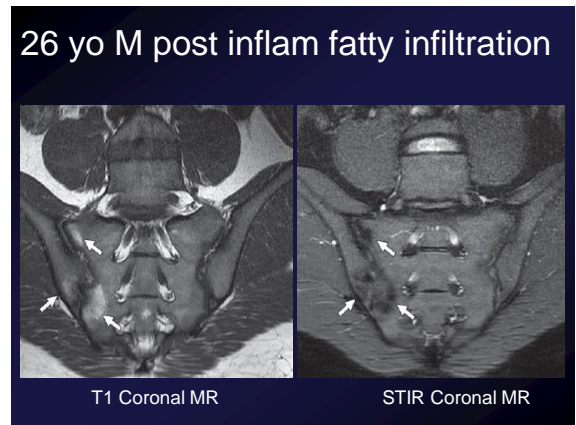 26 yo M post inflam fatty infiltration
T1 Coronal MR
STIR Coronal MR